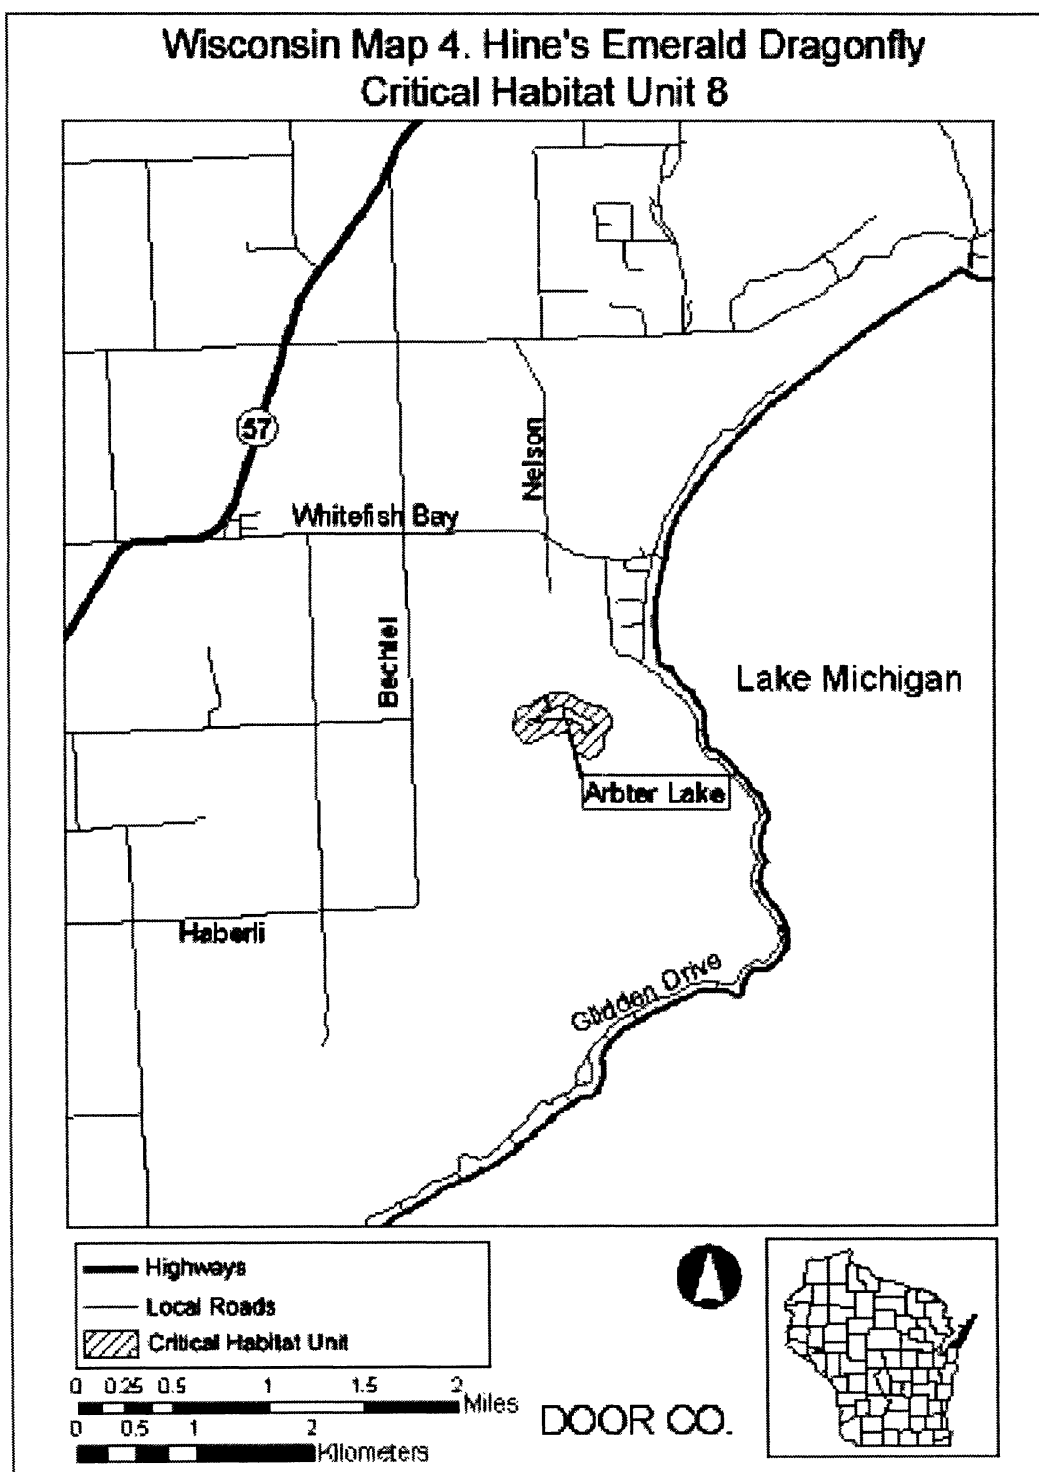 Wisconsin Map 4. Hine's Emerald Dragonfly
Critical Habitat Unit 8
57
Nelson
Whitefish Bay
Bechtel
Lake Michigan
Arbter Lake
Haberli
Glidden Drive
Highways
Local Roads
Critical Habitat Unit
0 0.25 0.5 1 1.5 2
Miles
0 0.5 1 2
Kilometers
DOOR CO.